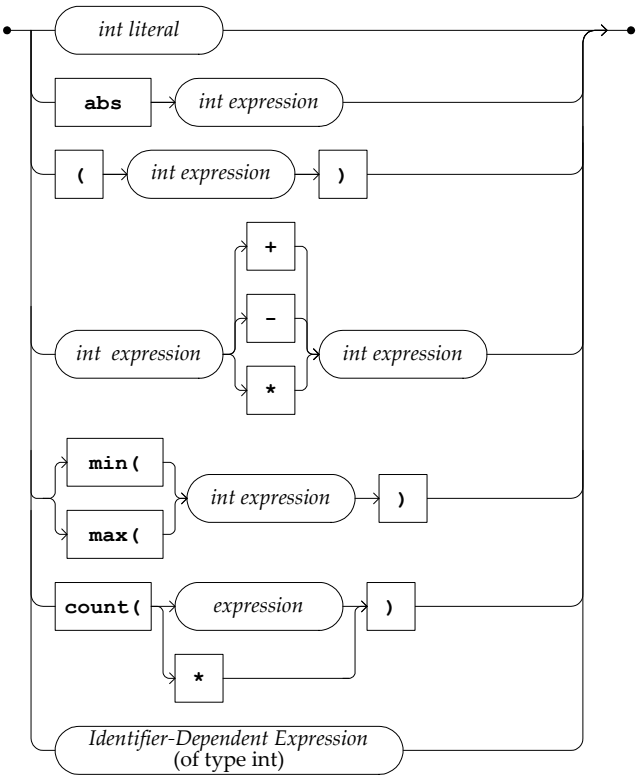 int literal
abs int expression
( int expression )
+
-
int expression int expression
*
min(
int expression )
max(
count( expression )
*
Identifier-Dependent Expression
(of type int)